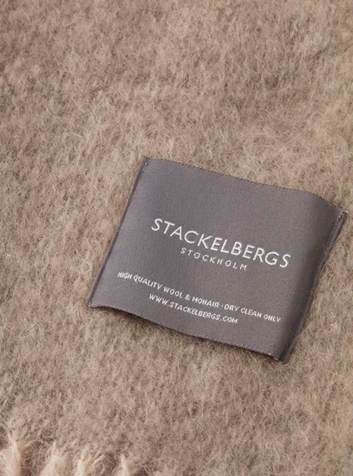 STACKELBERGS
STOCKHOLM
HIGH QUALITY WOOL & MOHAIR · DRY CLEAN ONLY
WWW.STACKELBERGS.COM